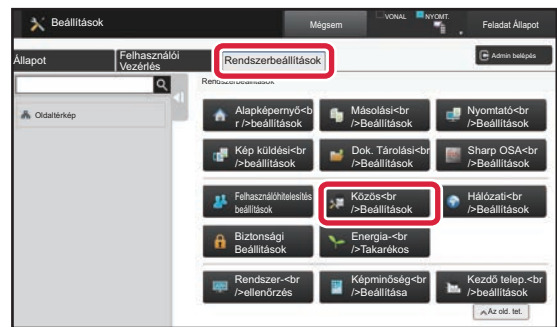 Beállítások
Mégsem
VONAL
NYOMT.
Feladat Állapot
Állapot
Felhasználói
Vezérlés
Rendszerbeállítások
Admin belépés
Rendszerbeállítások
Oldaltérkép
Alapképernyő<b
r />beállítások
Másolási<br
/>Beállítások
Nyomtató<br
/>Beállítások
Kép küldési<br
/>beállítások
Dok. Tárolási<br
/>Beállítások
Sharp OSA<br
/>Beállítások
Felhasználóhitelesítés
beállítások
Közös<br
/>Beállítások
Hálózati<br
/>Beállítások
Biztonsági
Beállitások
Energia-<br
/>Takarékos
Rendszer-<br
/>ellenőrzés
Képminőség<br
/>Beállítása
Kezdő telep.<br
/>beállítások
Az old. tet.